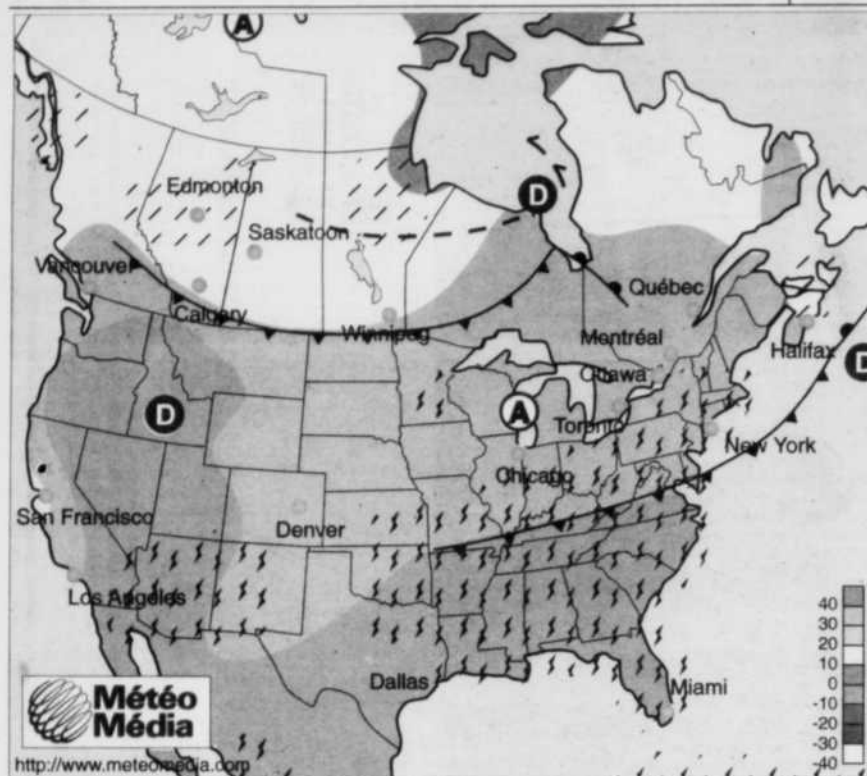 A
Edmonton
D
Saskatoon
Vancouver
Calgary
Winnipeg
Québec
Montréal
Halifax
Ottawa
D
D
A
Toronto
New York
Chicago
San Francisco
Denver
Los Angeles
Dallas
Miami
40
30
20
10
0
-10
-20
-30
-40
Météo
Média
http://www.meteomedia.com